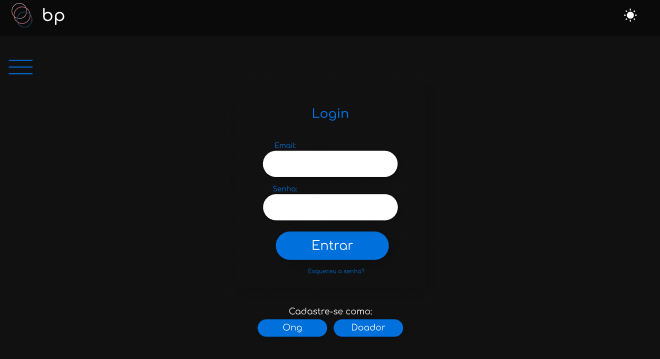 bp
Login
Email:
Senha:
Entrar
Esqueceu a senha?
Cadastre-se como:
Ong
Doador